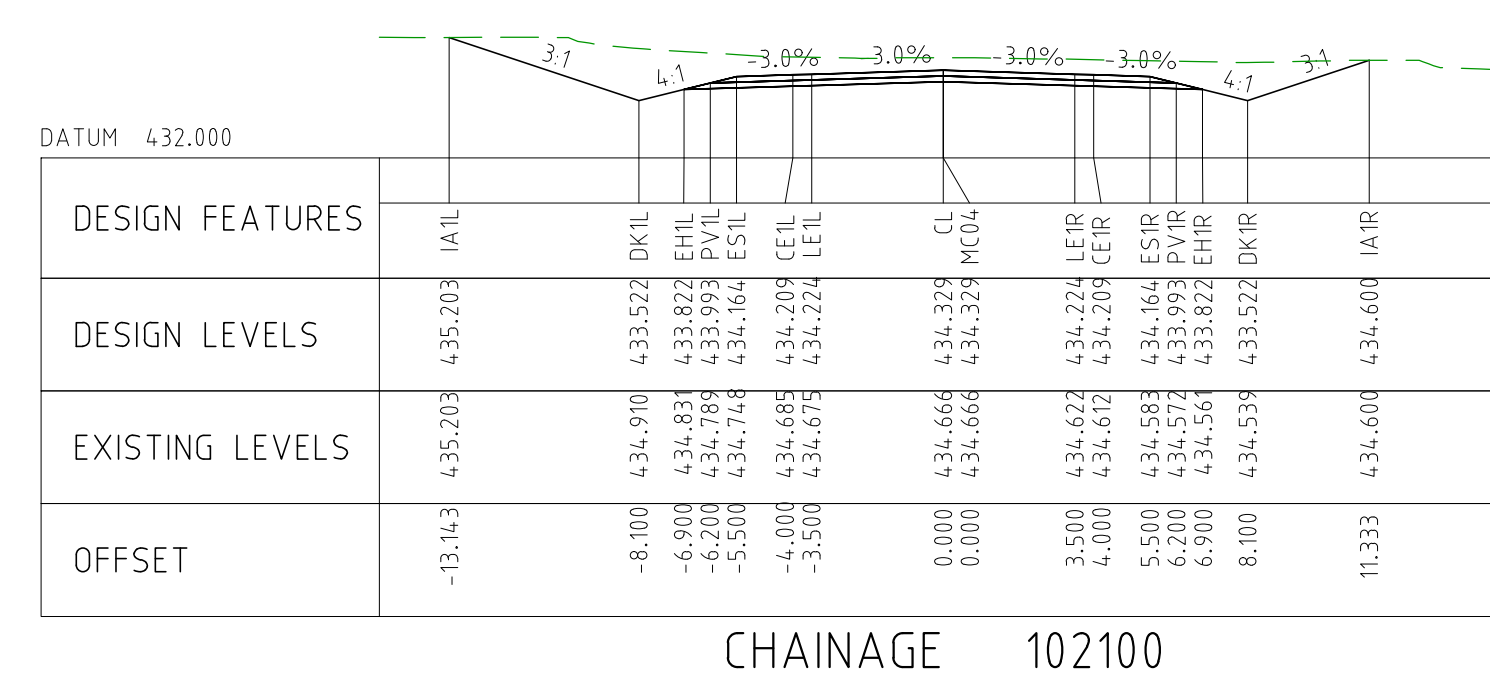 3:1 4:1 -3.0% 3.0% -3.0% -3.0% 4:1 3:1
DATUM 432.000
DESIGN FEATURES IA1L DK1L EH1L PV1L ES1L CE1L LE1L CL MC04 LE1R CE1R ES1R PV1R EH1R DK1R IA1R
DESIGN LEVELS 435.203 433.522 433.822 433.993 434.164 434.209 434.224 434.329 434.329 434.224 434.209 434.164 433.993 433.822 433.522 434.600
EXISTING LEVELS 435.203 434.910 434.831 434.789 434.748 434.685 434.675 434.666 434.666 434.622 434.612 434.583 434.572 434.561 434.539 434.600
OFFSET -13.143 -8.100 -6.900 -6.200 -5.500 -4.000 -3.500 0.000 0.000 3.500 4.000 5.500 6.200 6.900 8.100 11.333
CHAINAGE 102100